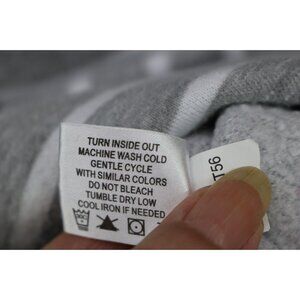 TURN INSIDE OUT
MACHINE WASH COLD
GENTLE CYCLE
WITH SIMILAR COLORS
DO NOT BLEACH
TUMBLE DRY LOW
COOL IRON IF NEEDED
T56